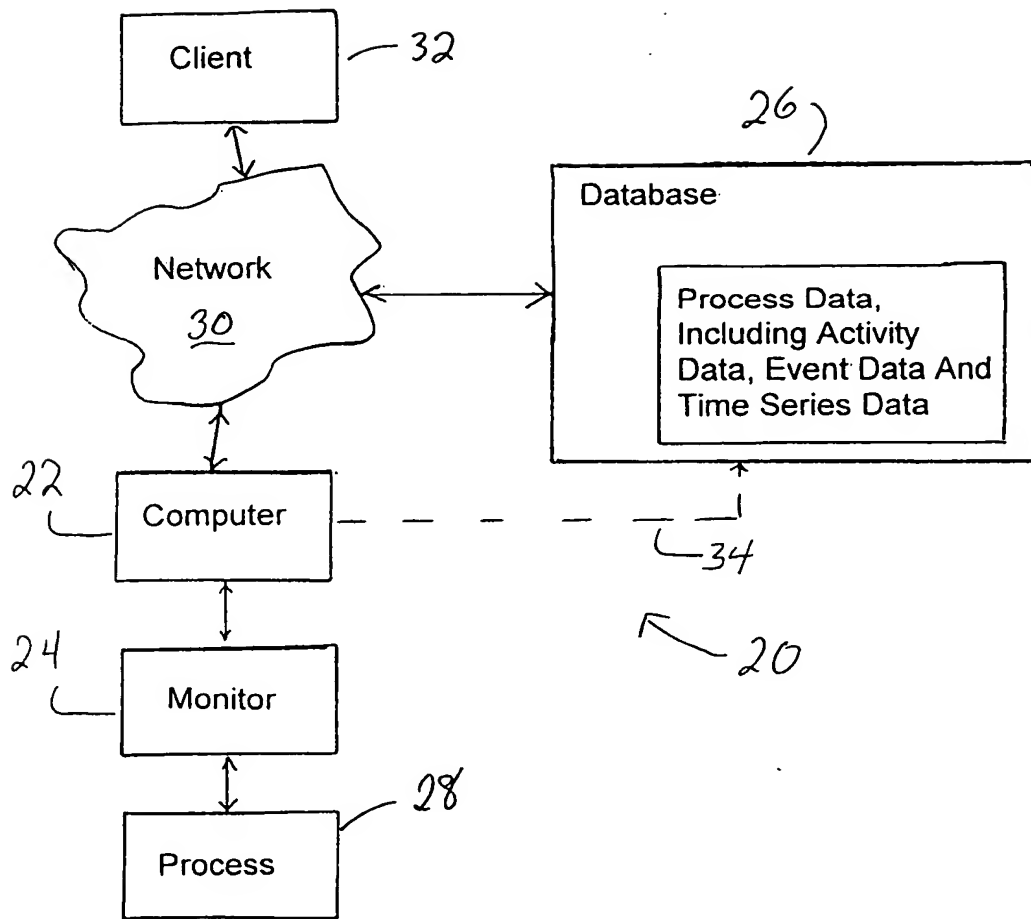 Client
32
26
Database
Network
30
Process Data,
Including Activity
Data, Event Data And
Time Series Data
22
Computer
34
24
Monitor
20
28
Process